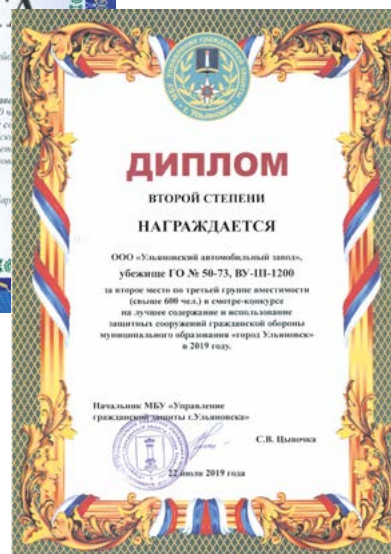 ДИПЛОМ
ВТОРОЙ СТЕПЕНИ
НАГРАЖДАЕТСЯ
ООО «Ульяновский автомобильный завод»,
убежище ГО № 50-73, ВУ-III-1200
за второе место по третьей группе вместимости
(свыше 600 чел.) в смотре-конкурсе
на лучшее содержание и использование
защитных сооружений гражданской обороны
муниципального образования «город Ульяновск»
в 2019 году.
Начальник МБУ «Управление
гражданской защиты г.Ульяновска»
С.В. Цывочка
22 июля 2019 года